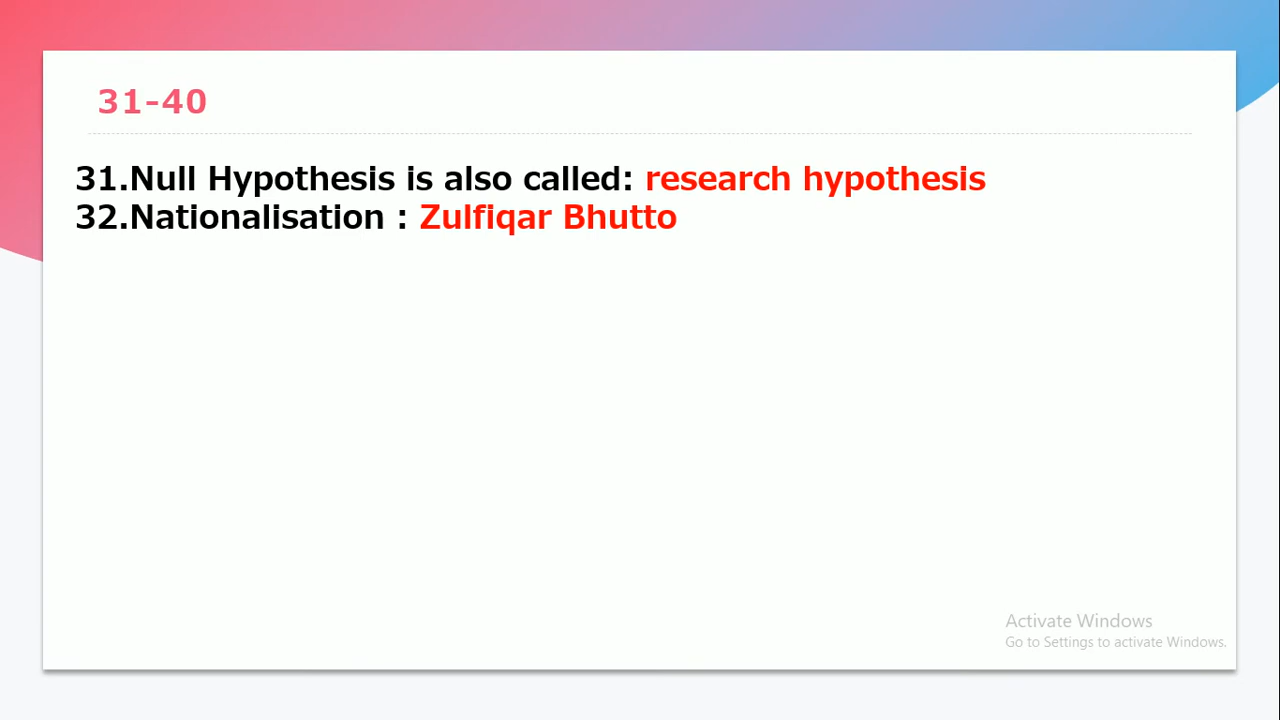 31-40
31.Null Hypothesis is also called: research hypothesis
32.Nationalisation : Zulfiqar Bhutto
Activate Windows
Go to Settings to activate Windows.